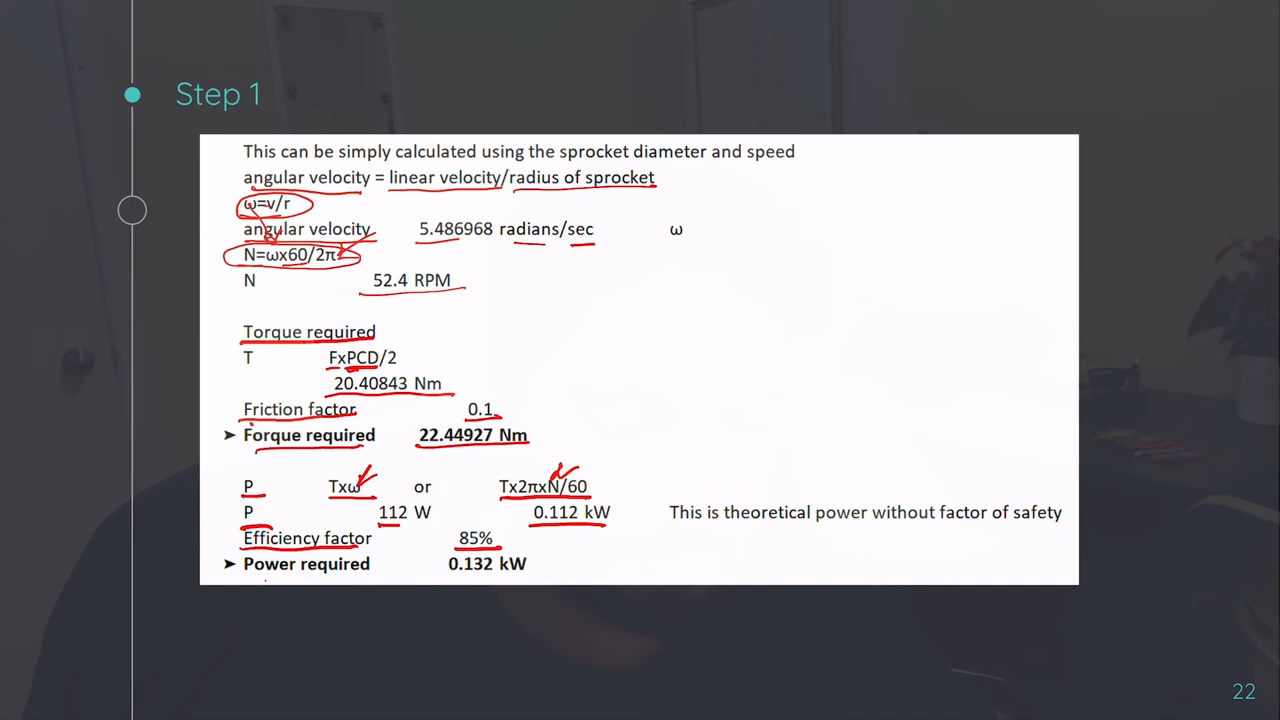 Step 1
This can be simply calculated using the sprocket diameter and speed
angular velocity = linear velocity/radius of sprocket
ω=v/r
angular velocity 5.486968 radians/sec ω
N=ωx60/2π
N 52.4 RPM
Torque required
T FxPCD/2
20.40843 Nm
Friction factor 0.1
➤ Torque required 22.44927 Nm
P Txω or Tx2πxN/60
P 112 W 0.112 kW This is theoretical power without factor of safety
Efficiency factor 85%
➤ Power required 0.132 kW
22